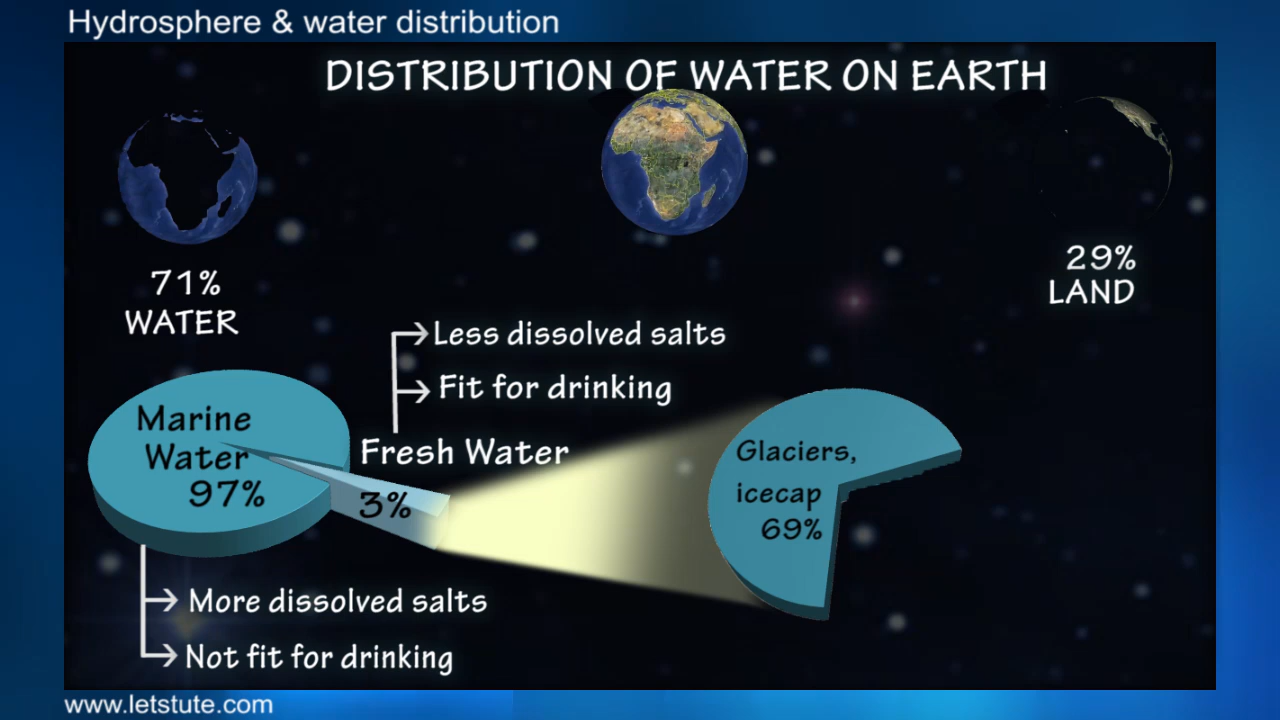 Hydrosphere & water distribution
DISTRIBUTION OF WATER ON EARTH
71%
WATER
29%
LAND
Less dissolved salts
Fit for drinking
Fresh Water
3%
Marine
Water
97%
Glaciers,
icecap
69%
More dissolved salts
Not fit for drinking
www.letstute.com